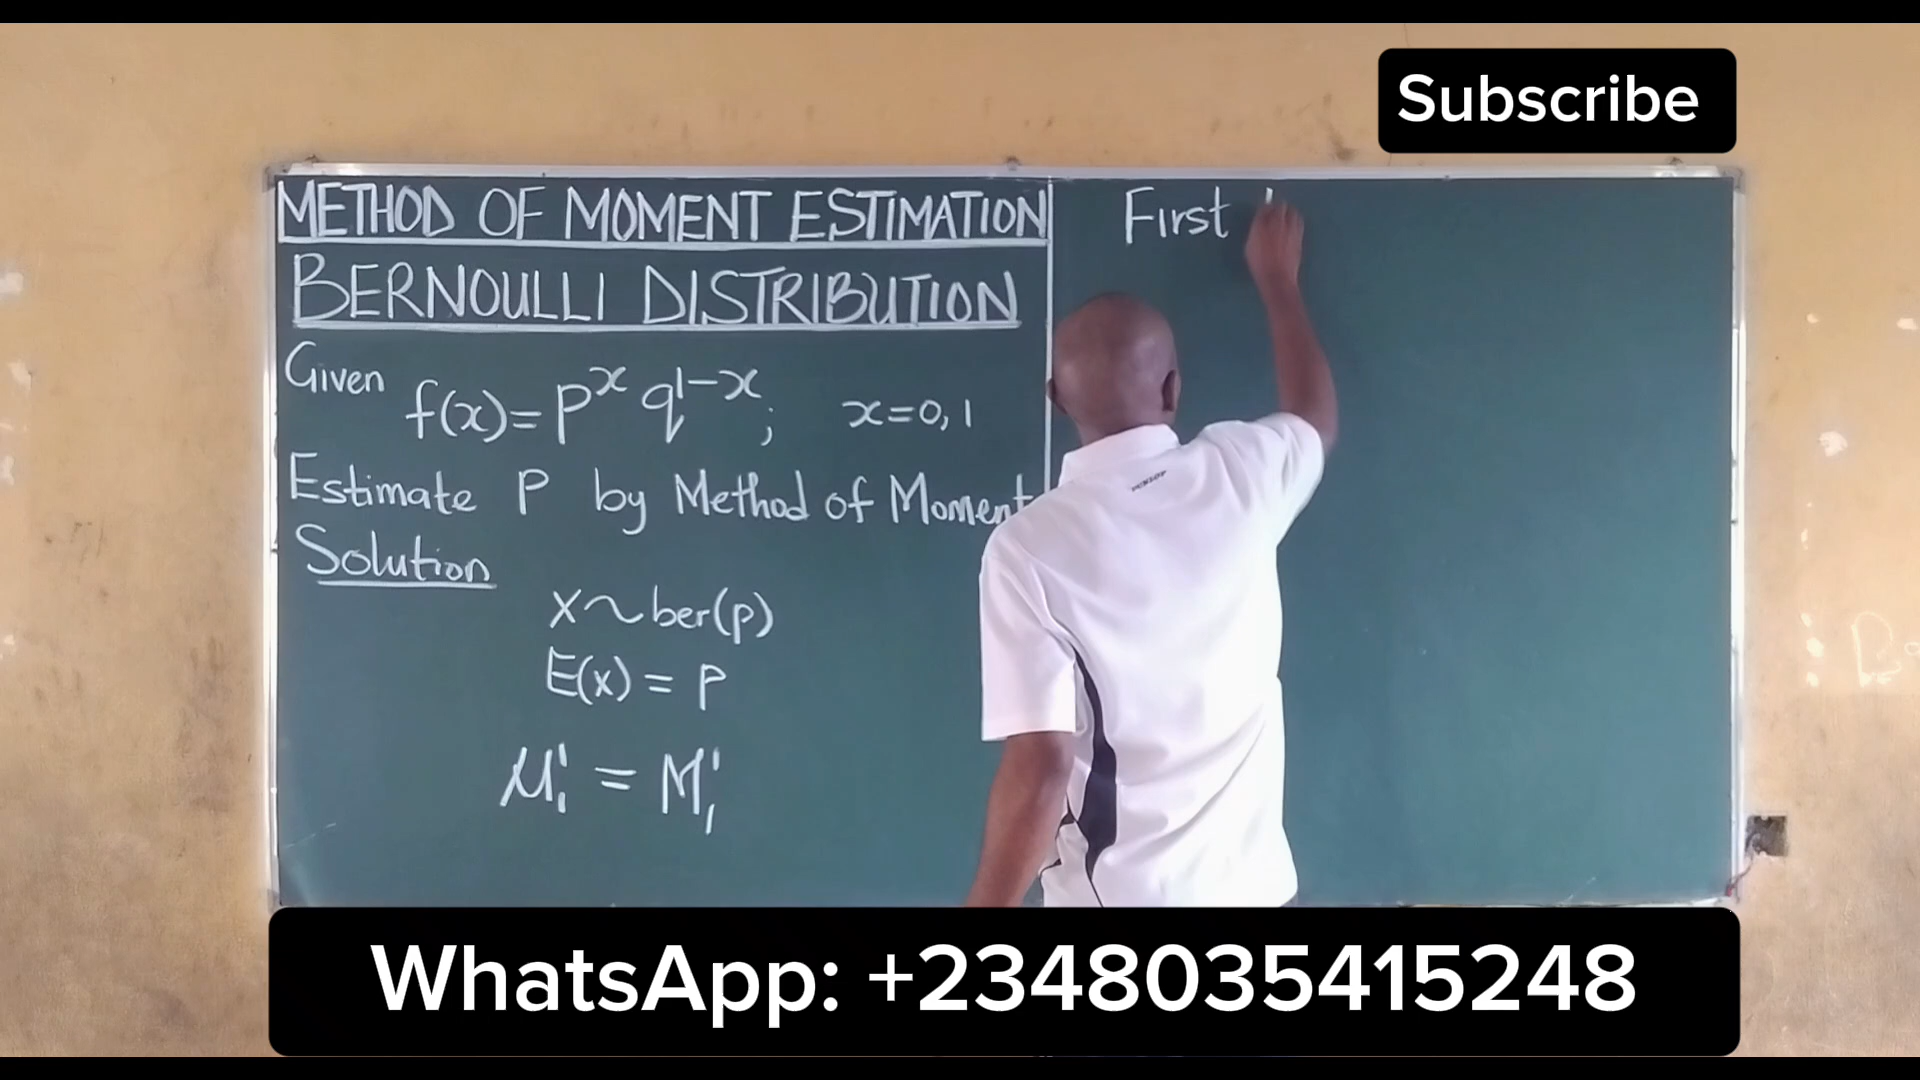 Subscribe
METHOD OF MOMENT ESTIMATION
BERNOULLI DISTRIBUTION
Given f(x) = p^x q^{1-x}; x=0,1
Estimate P by Method of Moment
Solution
X~ber(p)
E(x) = P
μ'₁ = M'₁
First
DUNLOP
WhatsApp: +2348035415248